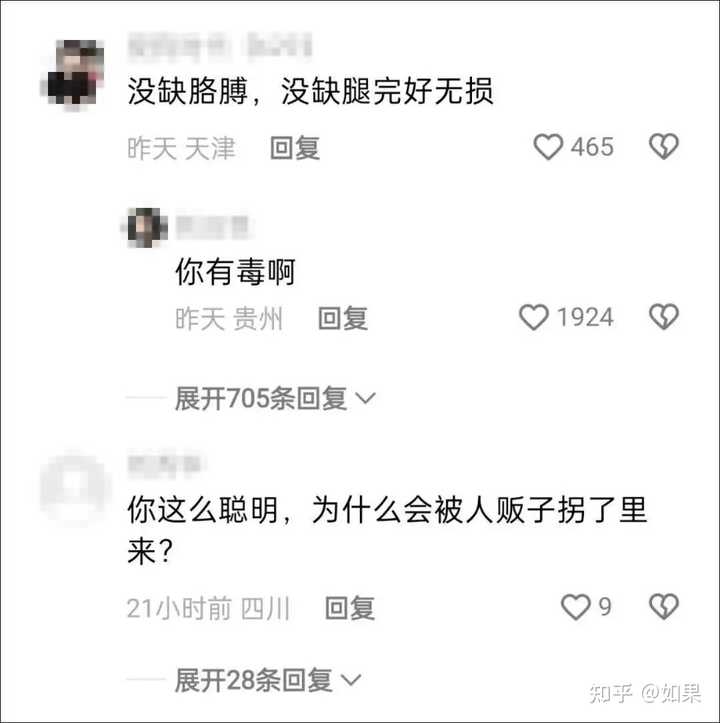 没缺胳膊，没缺腿完好无损
昨天 天津 回复 465
你有毒啊
昨天 贵州 回复 1924
展开705条回复
你这么聪明，为什么会被人贩子拐了里
来？
21小时前 四川 回复 9
展开28条回复
知乎 @如果